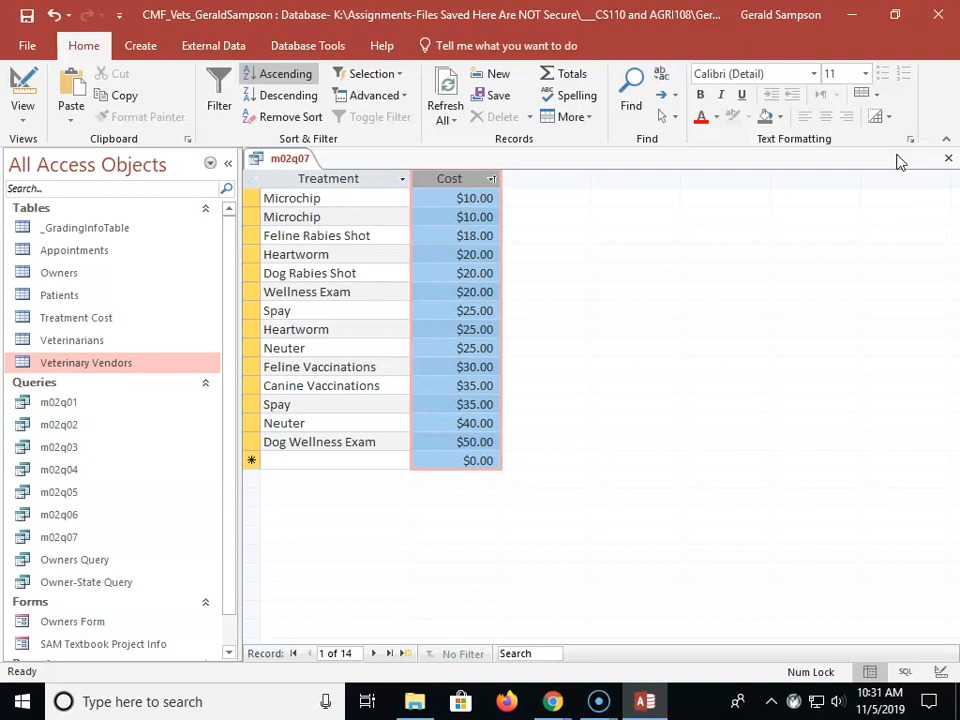 CMF_Vets_GeraldSampson : Database- K:\Assignments-Files Saved Here Are NOT Secure\___CS110 and AGRI108\Ger...
Gerald Sampson
File
Home
Create
External Data
Database Tools
Help
Tell me what you want to do
View
Views
Paste
Cut
Copy
Format Painter
Clipboard
Filter
Ascending
Descending
Remove Sort
Selection
Advanced
Toggle Filter
Sort & Filter
Refresh All
New
Save
Delete
Totals
Spelling
More
Records
Find
Find
Calibri (Detail)
11
B I U
A
Text Formatting
All Access Objects
Search...
Tables
_GradingInfoTable
Appointments
Owners
Patients
Treatment Cost
Veterinarians
Veterinary Vendors
Queries
m02q01
m02q02
m02q03
m02q04
m02q05
m02q06
m02q07
Owners Query
Owner-State Query
Forms
Owners Form
SAM Textbook Project Info
m02q07
Treatment Cost
Microchip $10.00
Microchip $10.00
Feline Rabies Shot $18.00
Heartworm $20.00
Dog Rabies Shot $20.00
Wellness Exam $20.00
Spay $25.00
Heartworm $25.00
Neuter $25.00
Feline Vaccinations $30.00
Canine Vaccinations $35.00
Spay $35.00
Neuter $40.00
Dog Wellness Exam $50.00
$0.00
Record: 1 of 14 No Filter Search
Ready
Num Lock
SQL
Type here to search
10:31 AM
11/5/2019